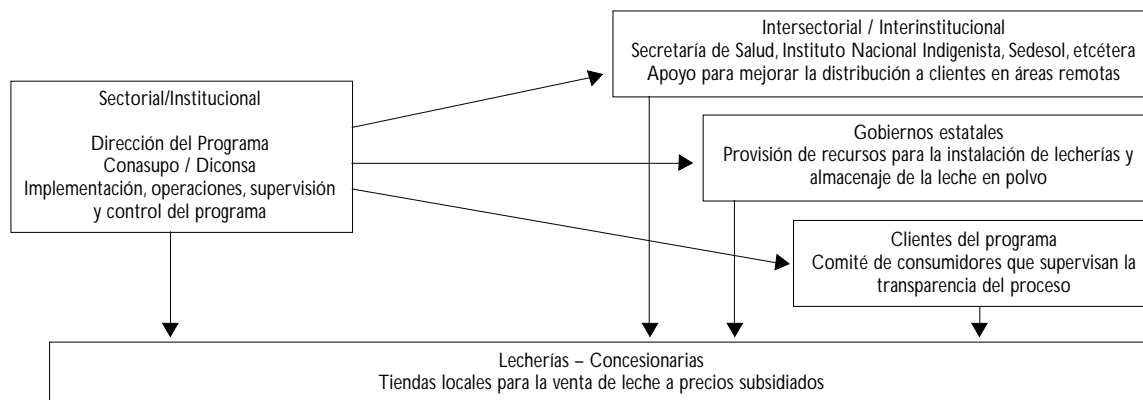 Intersectorial / Interinstitucional
Secretaría de Salud, Instituto Nacional Indigenista, Sedesol, etcétera
Apoyo para mejorar la distribución a clientes en áreas remotas
Sectorial/Institucional
Dirección del Programa
Conasupo / Diconsa
Implementación, operaciones, supervisión
y control del programa
Gobiernos estatales
Provisión de recursos para la instalación de lecherías y
almacenaje de la leche en polvo
Clientes del programa
Comité de consumidores que supervisan la
transparencia del proceso
Lecherías – Concesionarias
Tiendas locales para la venta de leche a precios subsidiados